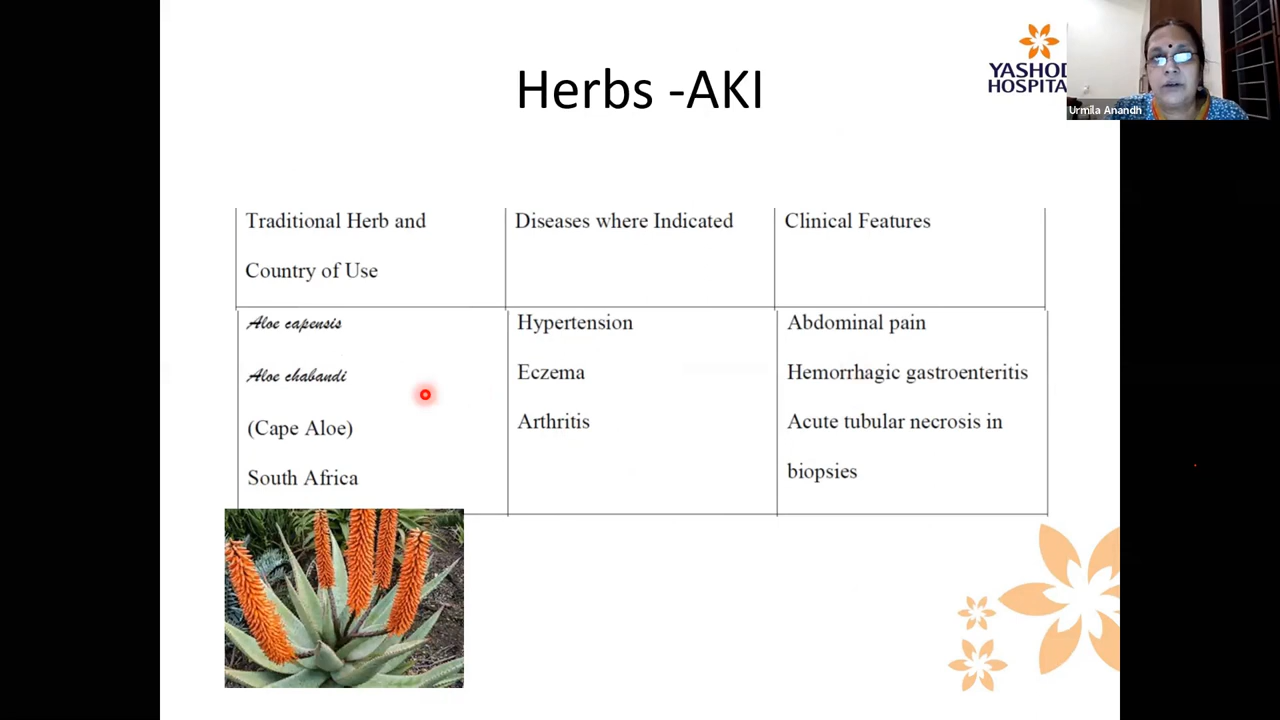 Herbs -AKI
YASHOD
HOSPITA
Urmila Anandh
Traditional Herb and
Country of Use
Diseases where Indicated
Clinical Features
Aloe capensis
Aloe chabandi
(Cape Aloe)
South Africa
Hypertension
Eczema
Arthritis
Abdominal pain
Hemorrhagic gastroenteritis
Acute tubular necrosis in
biopsies